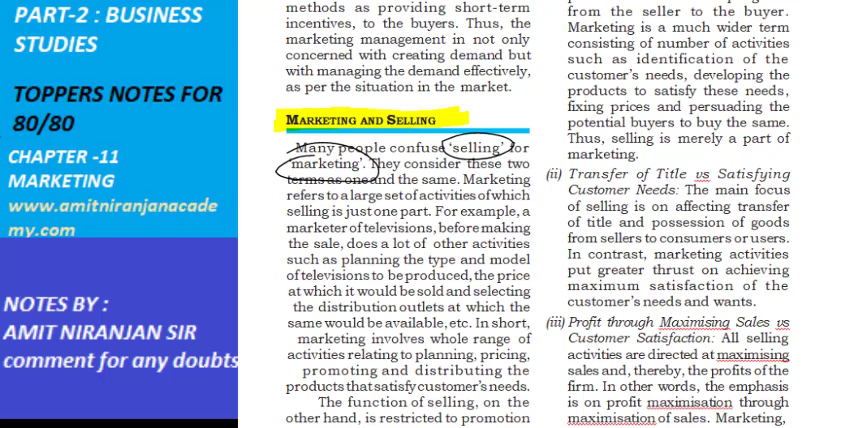 PART-2 : BUSINESS
STUDIES
TOPPERS NOTES FOR
80/80
CHAPTER -11
MARKETING
www.amitniranjanacade
my.com
NOTES BY :
AMIT NIRANJAN SIR
comment for any doubts
methods as providing short-term
incentives, to the buyers. Thus, the
marketing management in not only
concerned with creating demand but
with managing the demand effectively,
as per the situation in the market.
MARKETING AND SELLING
Many people confuse 'selling' for
'marketing'. They consider these two
terms as one and the same. Marketing
refers to a large set of activities of which
selling is just one part. For example, a
marketer of televisions, before making
the sale, does a lot of other activities
such as planning the type and model
of televisions to be produced, the price
at which it would be sold and selecting
the distribution outlets at which the
same would be available, etc. In short,
marketing involves whole range of
activities relating to planning, pricing,
promoting and distributing the
products that satisfy customer's needs.
The function of selling, on the
other hand, is restricted to promotion
from the seller to the buyer.
Marketing is a much wider term
consisting of number of activities
such as identification of the
customer's needs, developing the
products to satisfy these needs,
fixing prices and persuading the
potential buyers to buy the same.
Thus, selling is merely a part of
marketing.
(ii) Transfer of Title vs Satisfying
Customer Needs: The main focus
of selling is on affecting transfer
of title and possession of goods
from sellers to consumers or users.
In contrast, marketing activities
put greater thrust on achieving
maximum satisfaction of the
customer's needs and wants.
(iii) Profit through Maximising Sales vs
Customer Satisfaction: All selling
activities are directed at maximising
sales and, thereby, the profits of the
firm. In other words, the emphasis
is on profit maximisation through
maximisation of sales. Marketing,